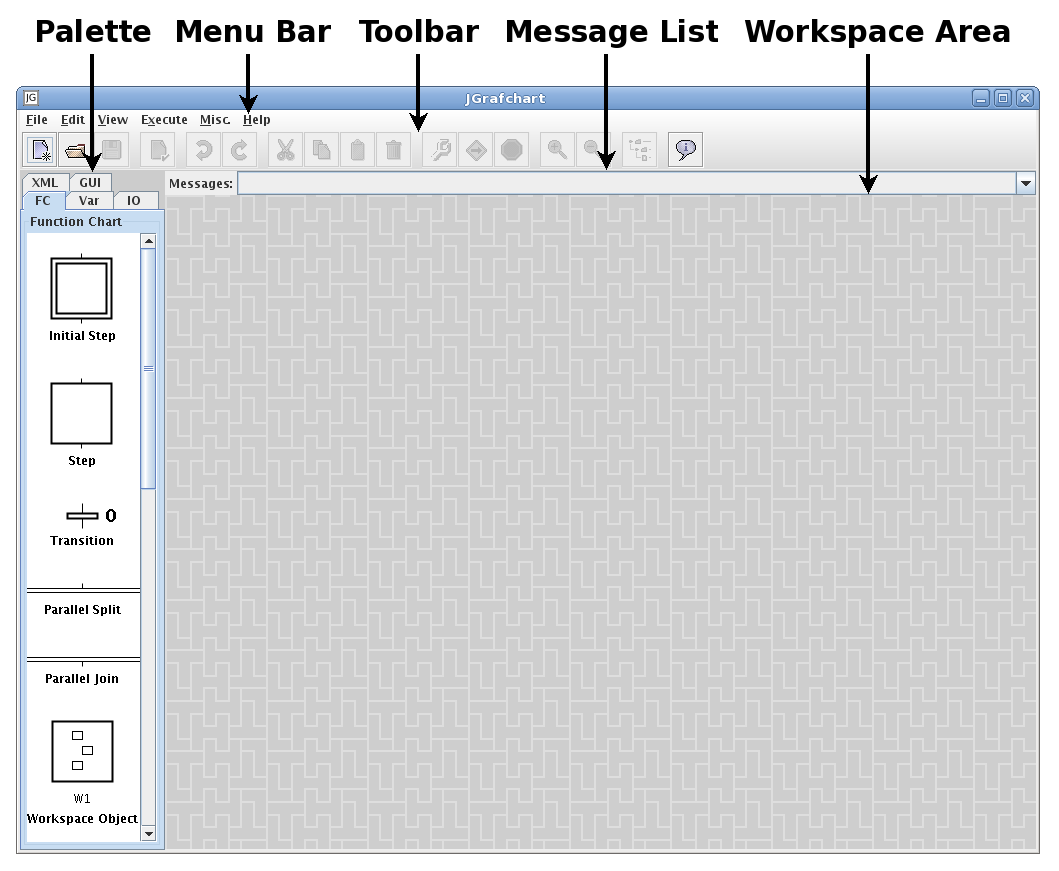 Palette Menu Bar Toolbar Message List Workspace Area
JG JGrafchart
File Edit View Execute Misc. Help
XML GUI Messages:
FC Var IO
Function Chart
Initial Step
Step
0
Transition
Parallel Split
Parallel Join
W1
Workspace Object